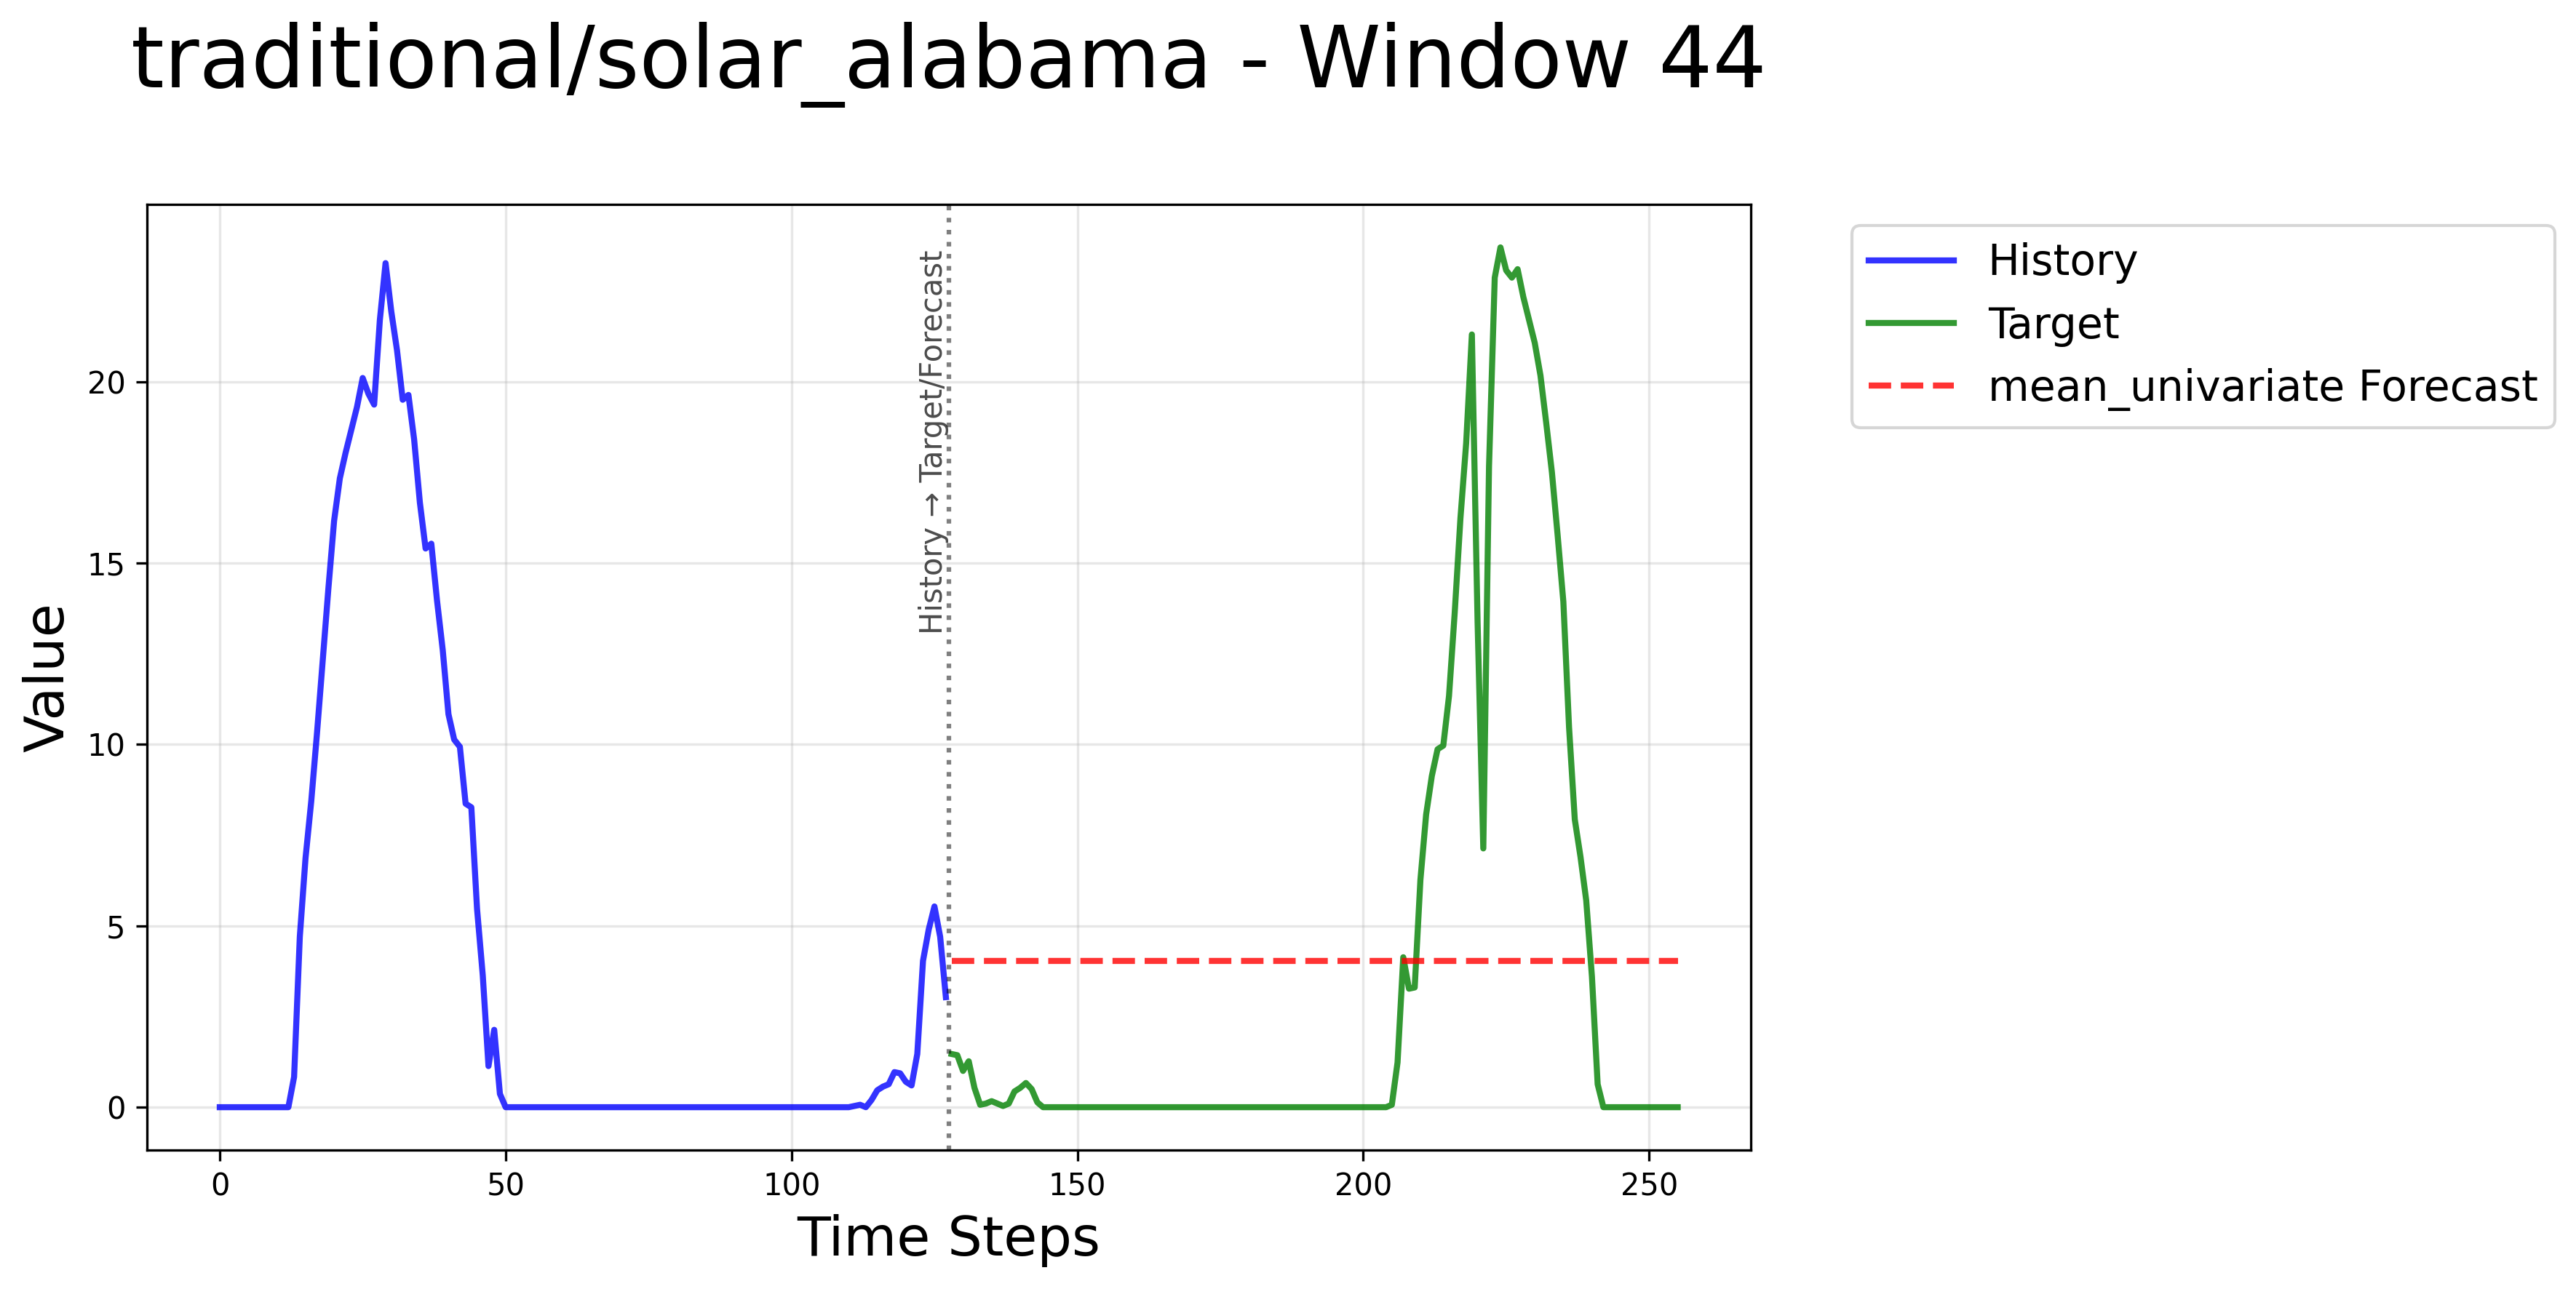 traditional/solar_alabama - Window 44
History
Target
mean_univariate Forecast
History → Target/Forecast
Value
20
15
10
5
0
0 50 100 150 200 250
Time Steps